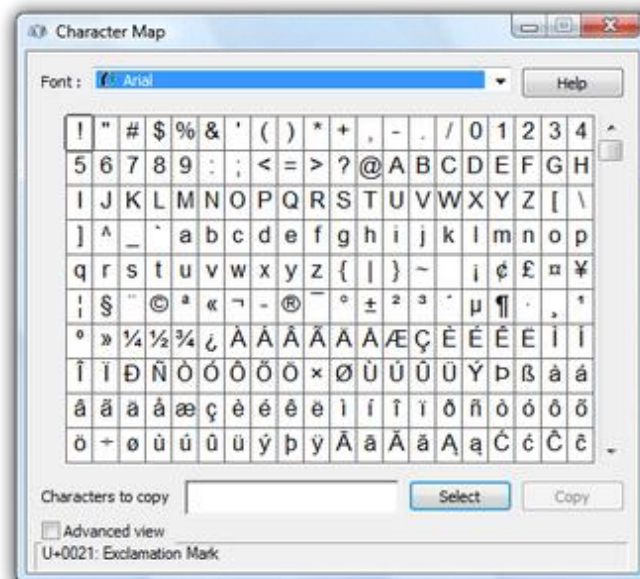 Character Map
Font : Arial Help
! " # $ % & ' ( ) * + , - . / 0 1 2 3 4
5 6 7 8 9 : ; < = > ? @ A B C D E F G H
I J K L M N O P Q R S T U V W X Y Z [ \
] ^ _ ` a b c d e f g h i j k l m n o p
q r s t u v w x y z { | } ~ ¡ ¢ £ ¤ ¥
¦ § ¨ © ª « ¬ - ® ¯ ° ± ² ³ ´ µ ¶ · ¸ ¹
º » ¼ ½ ¾ ¿ À Á Â Ã Ä Å Æ Ç È É Ê Ë Ì Í
Î Ï Ð Ñ Ò Ó Ô Õ Ö × Ø Ù Ú Û Ü Ý Þ ß à á
â ã ä å æ ç è é ê ë ì í î ï ð ñ ò ó ô õ
ö ÷ ø ù ú û ü ý þ ÿ Ā ā Ă ă Ą ą Ć ć Ĉ ĉ
Characters to copy Select Copy
Advanced view
U+0021: Exclamation Mark